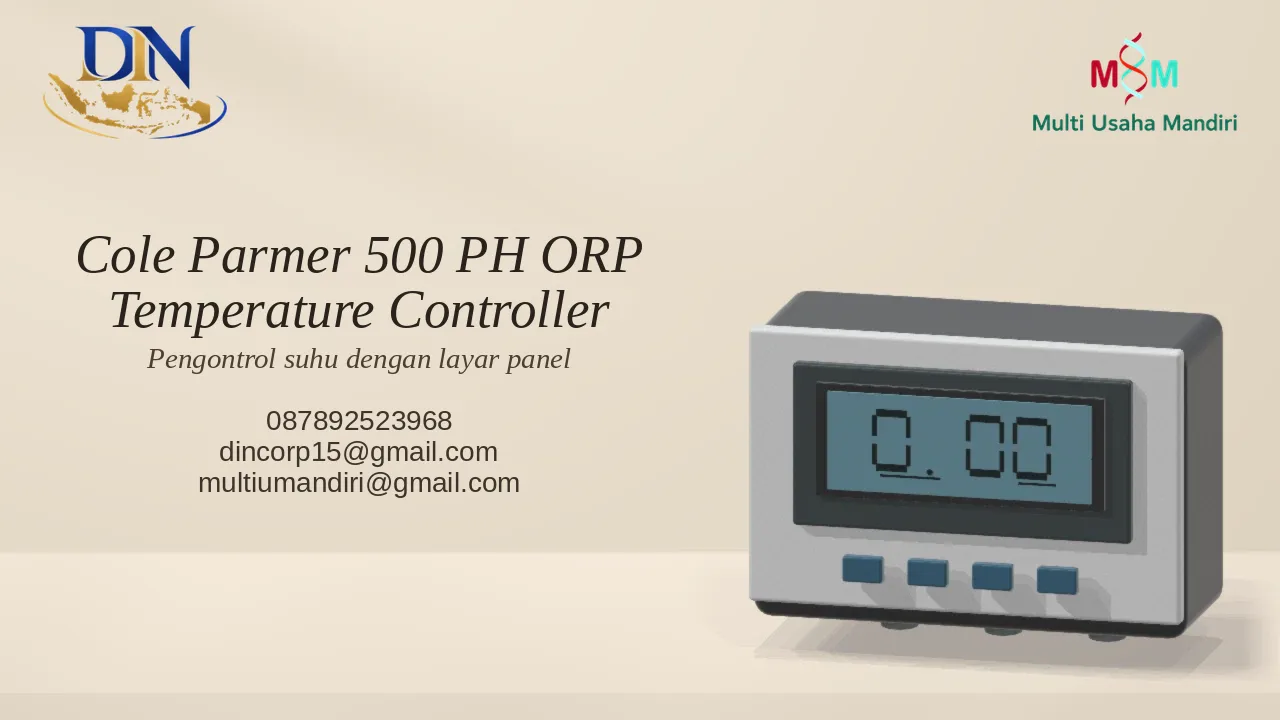 DIN
MSM
Multi Usaha Mandiri
Cole Parmer 500 PH ORP
Temperature Controller
Pengontrol suhu dengan layar panel
087892523968
dincorp15@gmail.com
multiumandiri@gmail.com
0.00